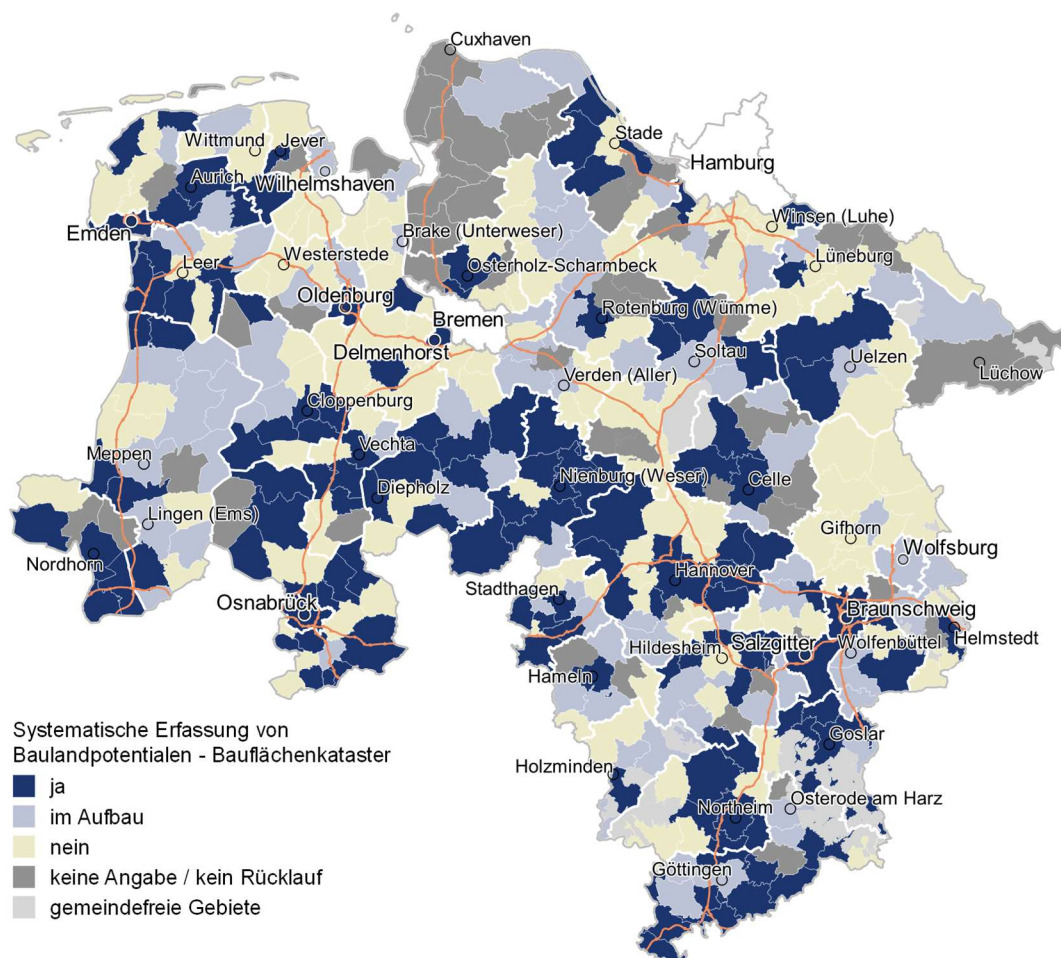 Cuxhaven
Stade
Hamburg
Wittmund
Jever
Aurich
Wilhelmshaven
Emden
Brake (Unterweser)
Winsen (Luhe)
Leer
Westerstede
Osterholz-Scharmbeck
Lüneburg
Oldenburg
Bremen
Rotenburg (Wümme)
Delmenhorst
Soltau
Uelzen
Verden (Aller)
Lüchow
Cloppenburg
Vechta
Meppen
Diepholz
Nienburg (Weser)
Celle
Lingen (Ems)
Gifhorn
Nordhorn
Wolfsburg
Hannover
Stadthagen
Osnabrück
Braunschweig
Helmstedt
Hildesheim
Salzgitter
Wolfenbüttel
Hameln
Goslar
Holzminden
Northeim
Osterode am Harz
Göttingen
Systematische Erfassung von
Baulandpotentialen - Bauflächenkataster
ja
im Aufbau
nein
keine Angabe / kein Rücklauf
gemeindefreie Gebiete